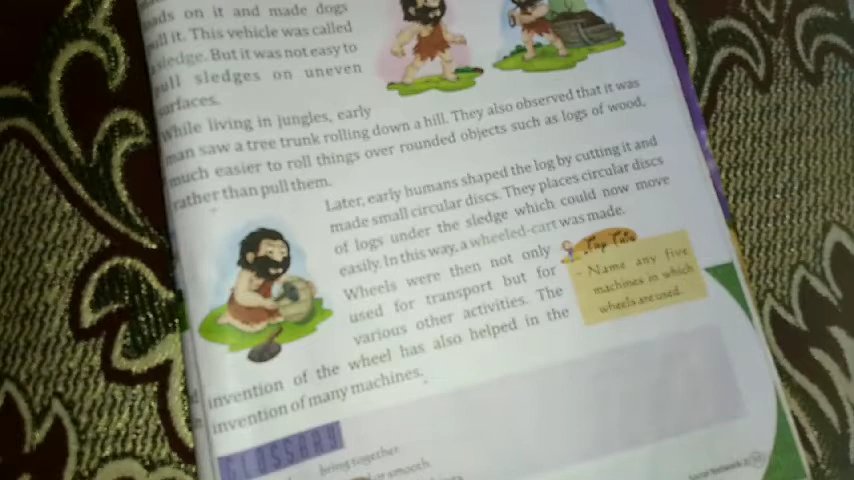 on it and made dogs
it. This vehicle was called
sledge. But it was not easy to
pull sledges on uneven
surfaces.
While living in jungles, early
man saw a tree trunk rolling down a hill. They also observed that it was
much easier to roll things over rounded objects such as logs of wood,
rather than pull them.
Later, early humans shaped the log by cutting it and
made small circular discs. They places circular discs
of logs under the sledge which could now move
easily. In this way, a wheeled-cart was made.
Wheels were then not only
used for transport but for
various other activities. The
invention of the wheel has also helped in the
invention of many machines.
Name any five
machines in which
wheels are used.
GLOSSARY
bring together
or smooth